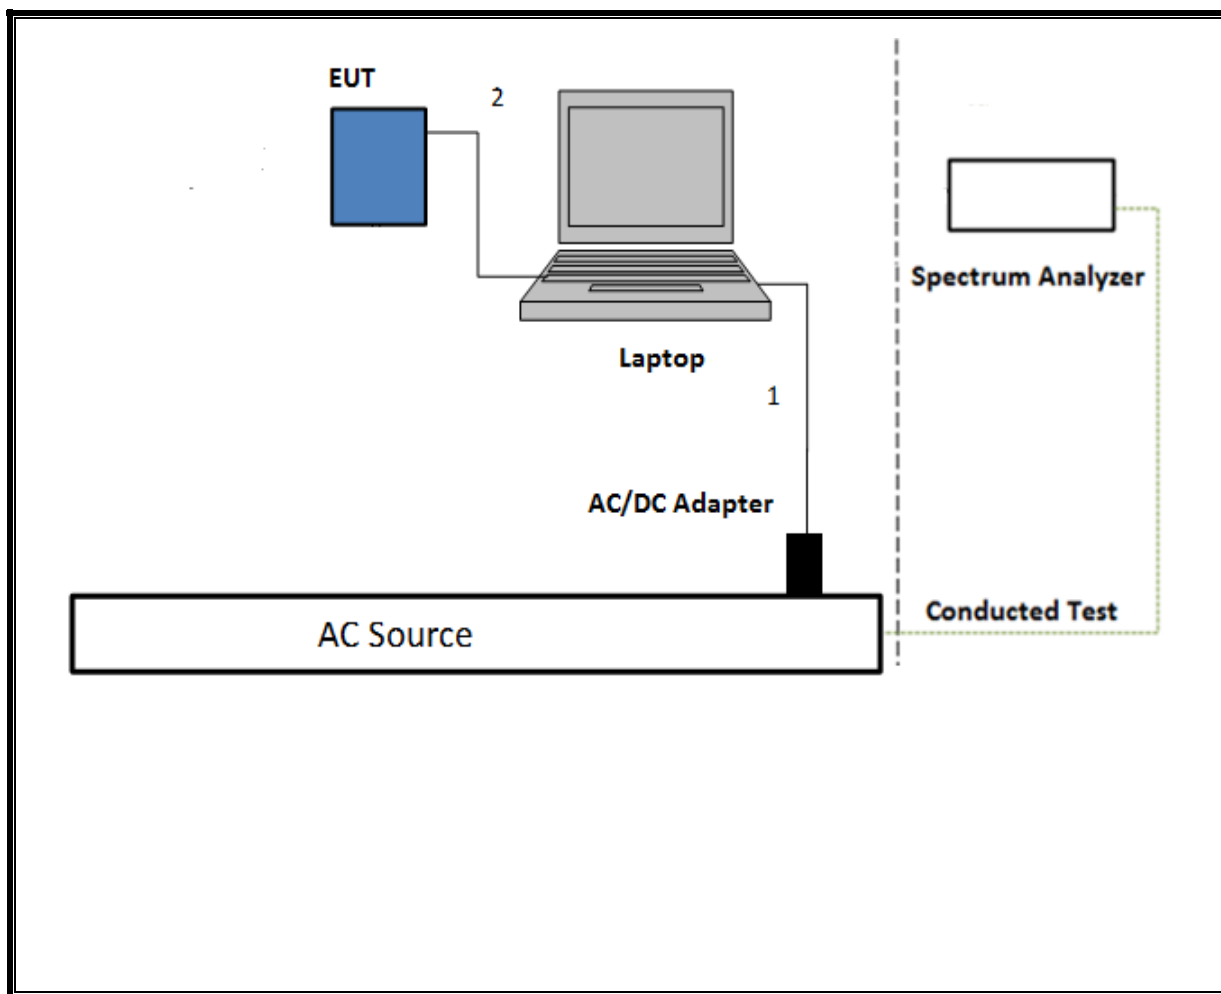 EUT
2
Spectrum Analyzer
Laptop
1
AC/DC Adapter
Conducted Test
AC Source